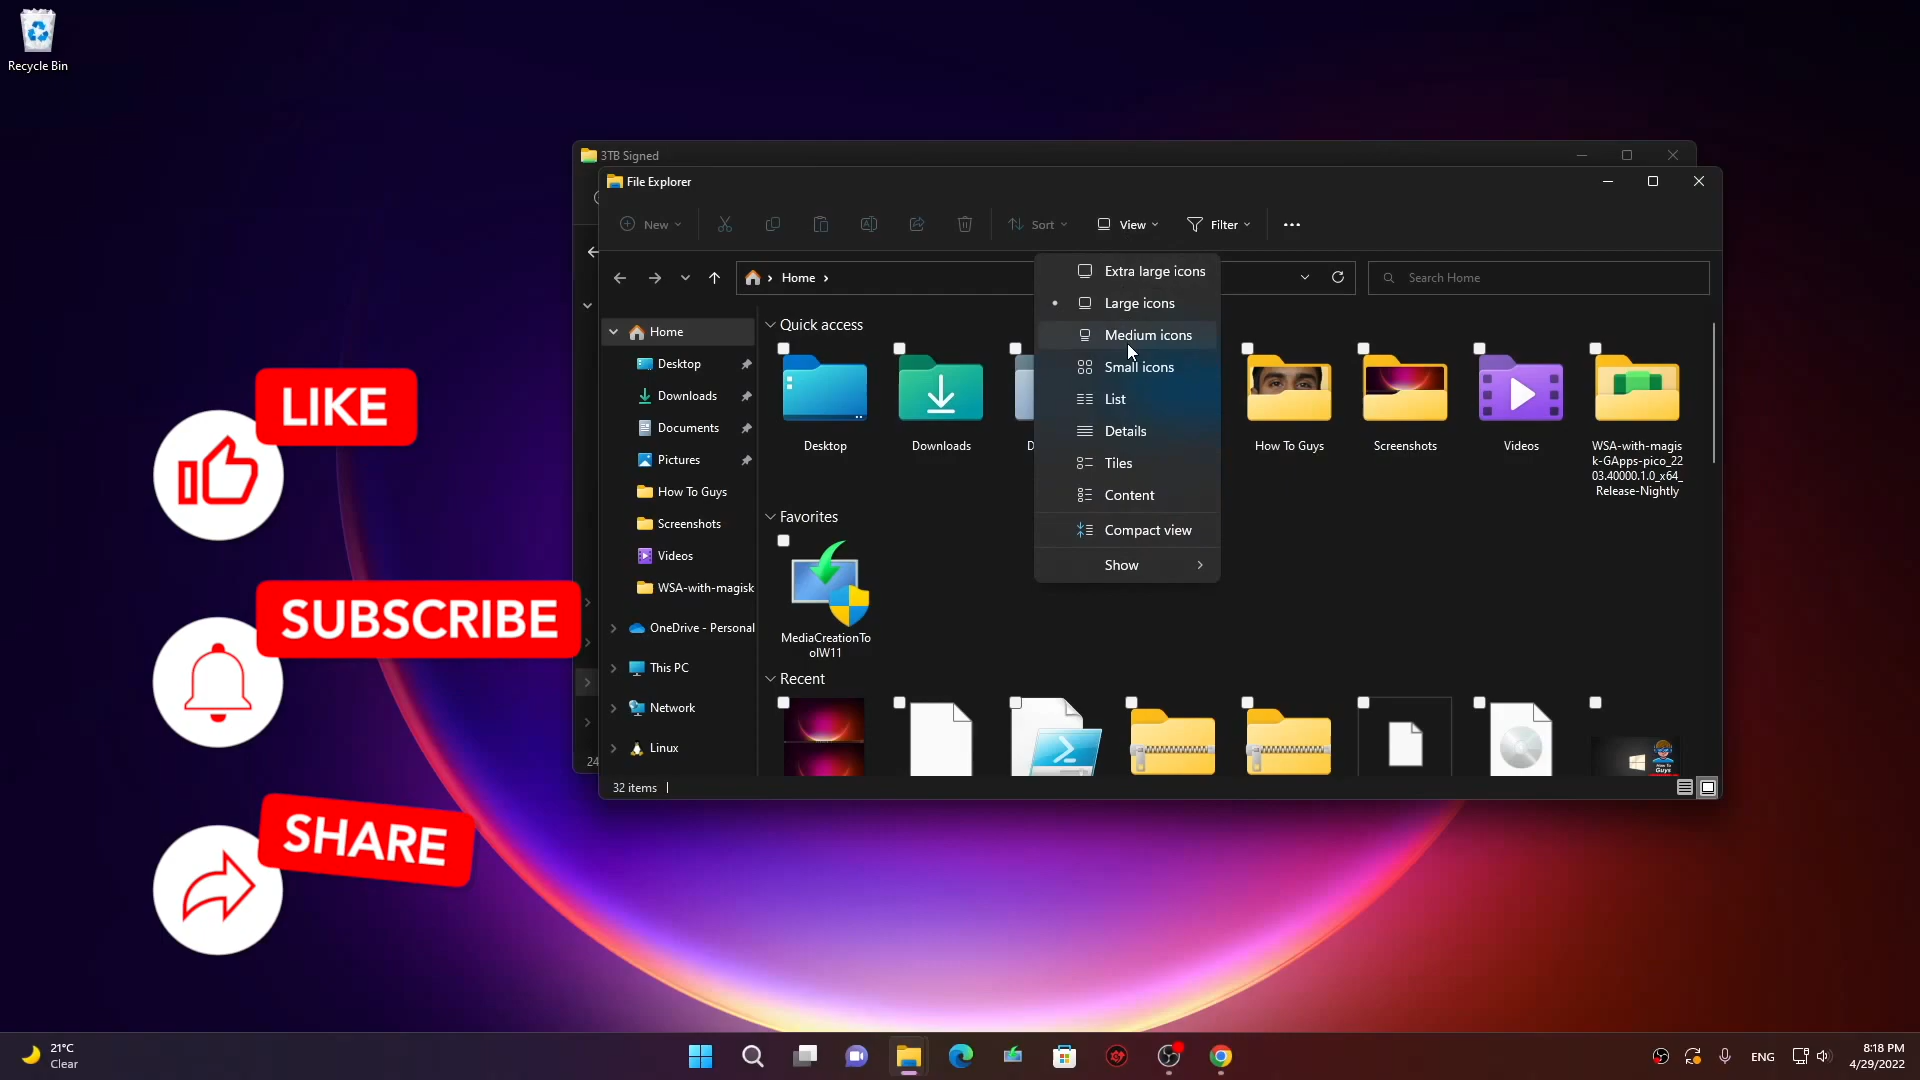 Recycle Bin
3TB Signed
File Explorer
New
Sort
View
Filter
Home
Search Home
Extra large icons
Large icons
Medium icons
Small icons
List
Details
Tiles
Content
Compact view
Show
Home
Desktop
Downloads
Documents
Pictures
How To Guys
Screenshots
Videos
WSA-with-magisk
OneDrive - Personal
This PC
Network
Linux
Quick access
Desktop
Downloads
D
How To Guys
Screenshots
Videos
WSA-with-magis
k-GApps-pico_22
03.40000.1.0_x64_
Release-Nightly
Favorites
MediaCreationTo
olW11
Recent
24
32 items
LIKE
SUBSCRIBE
SHARE
21°C
Clear
ENG
8:18 PM
4/29/2022